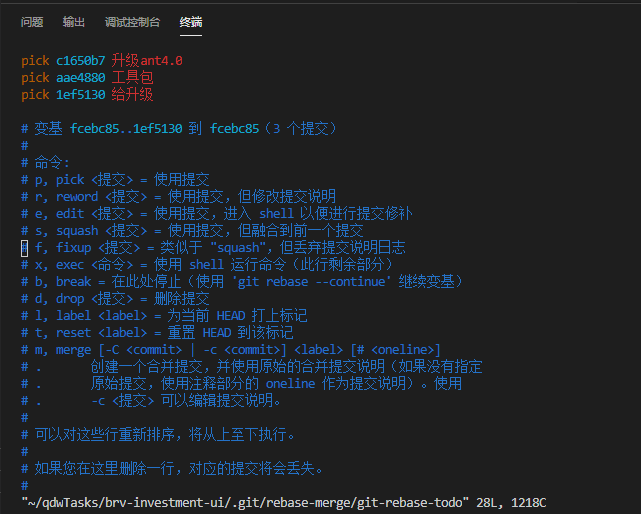 问题 输出 调试控制台 终端
pick c1650b7 升级ant4.0
pick aae4880 工具包
pick 1ef5130 给升级
# 变基 fcebc85..1ef5130 到 fcebc85（3 个提交）
#
# 命令:
# p, pick <提交> = 使用提交
# r, reword <提交> = 使用提交，但修改提交说明
# e, edit <提交> = 使用提交，进入 shell 以便进行提交修补
# s, squash <提交> = 使用提交，但融合到前一个提交
# f, fixup <提交> = 类似于 "squash"，但丢弃提交说明日志
# x, exec <命令> = 使用 shell 运行命令（此行剩余部分）
# b, break = 在此处停止（使用 'git rebase --continue' 继续变基）
# d, drop <提交> = 删除提交
# l, label <label> = 为当前 HEAD 打上标记
# t, reset <label> = 重置 HEAD 到该标记
# m, merge [-C <commit> | -c <commit>] <label> [# <oneline>]
# . 创建一个合并提交，并使用原始的合并提交说明（如果没有指定
# . 原始提交，使用注释部分的 oneline 作为提交说明）。使用
# . -c <提交> 可以编辑提交说明。
#
# 可以对这些行重新排序，将从上至下执行。
#
# 如果您在这里删除一行，对应的提交将会丢失。
#
"~/qdwTasks/brv-investment-ui/.git/rebase-merge/git-rebase-todo" 28L, 1218C